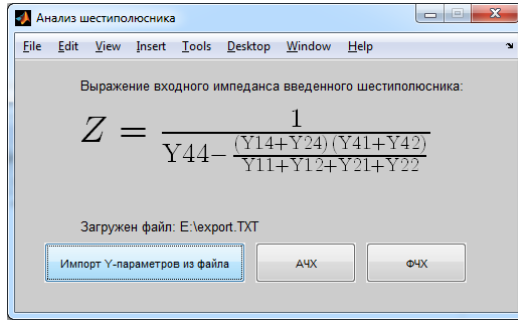 Анализ шестиполюсника
File Edit View Insert Tools Desktop Window Help
Выражение входного импеданса введенного шестиполюсника:
Z = 1
Y44− (Y14+Y24)(Y41+Y42)
Y11+Y12+Y21+Y22
Загружен файл: E:\export.TXT
Импорт Y-параметров из файла АЧХ ФЧХ